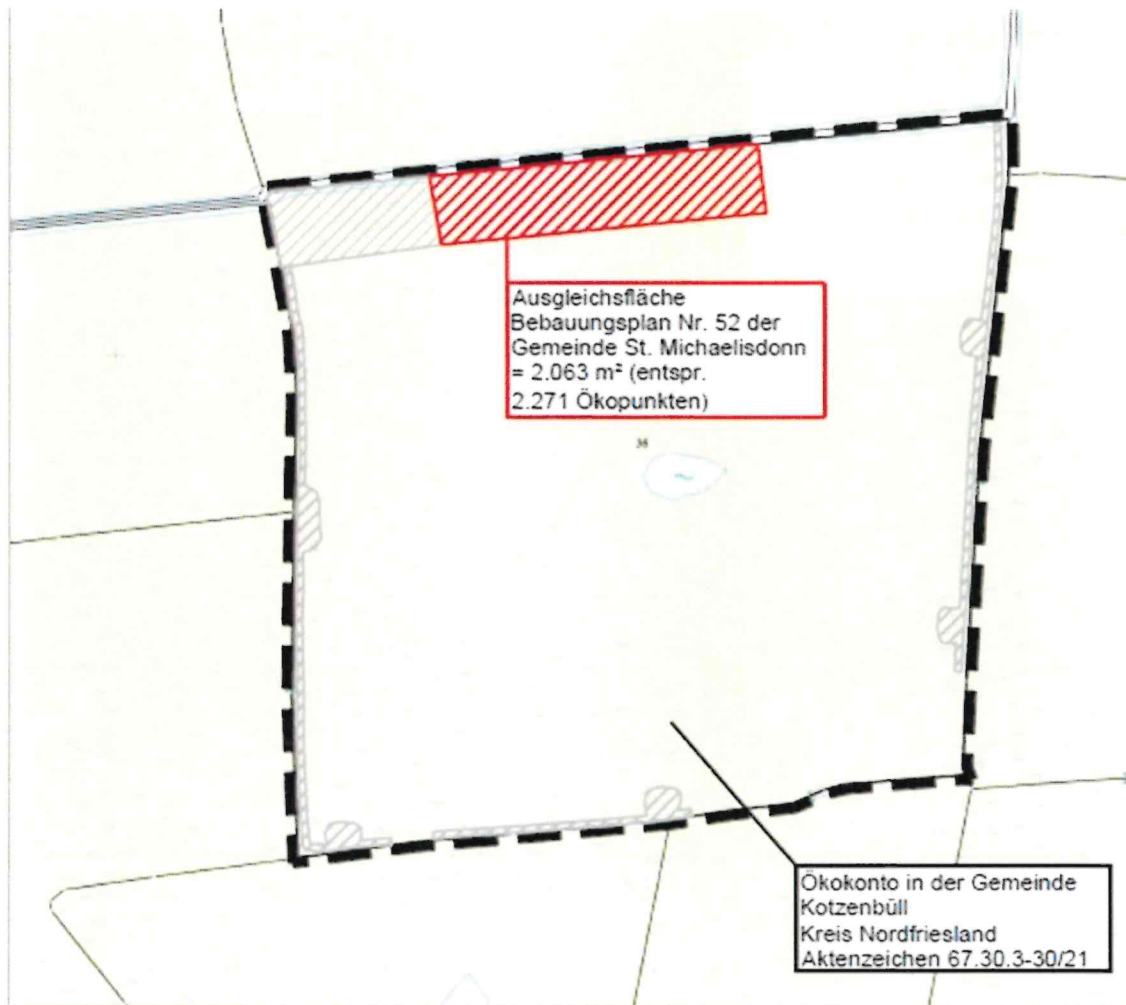 Ausgleichsfläche
Bebauungsplan Nr. 52 der
Gemeinde St. Michaelisdonn
= 2.063 m² (entspr.
2.271 Ökopunkten)
Ökokonto in der Gemeinde
Kotzenbüll
Kreis Nordfriesland
Aktenzeichen 67.30.3-30/21